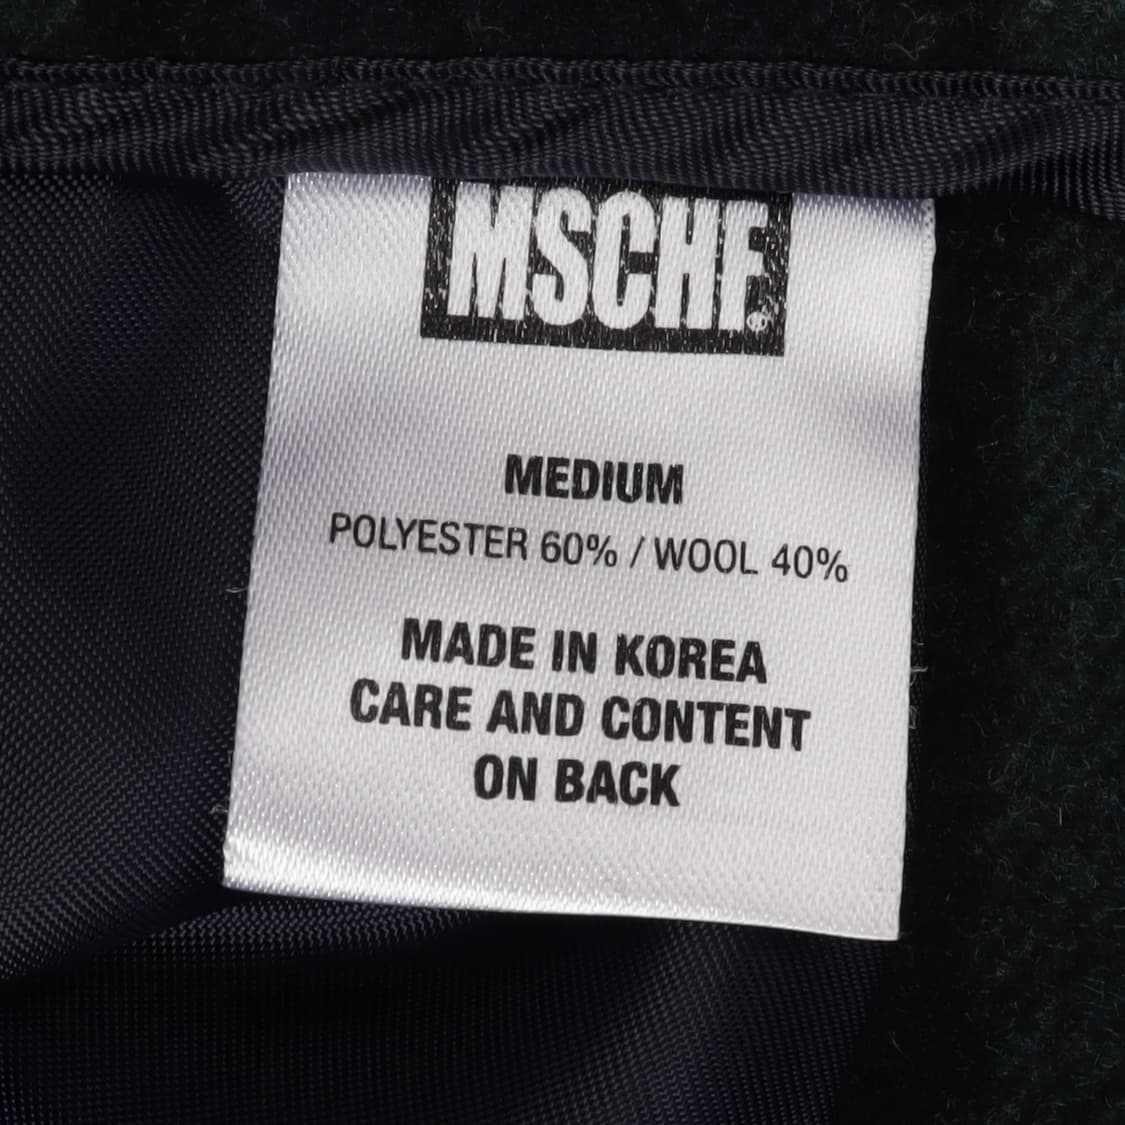 MSCHF®
MEDIUM
POLYESTER 60% / WOOL 40%
MADE IN KOREA
CARE AND CONTENT
ON BACK